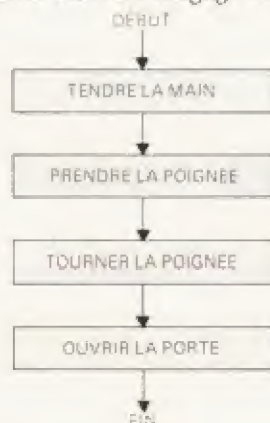 DEBUT
TENDRE LA MAIN
PRENDRE LA POIGNEE
TOURNER LA POIGNEE
OUVRIR LA PORTE
FIN